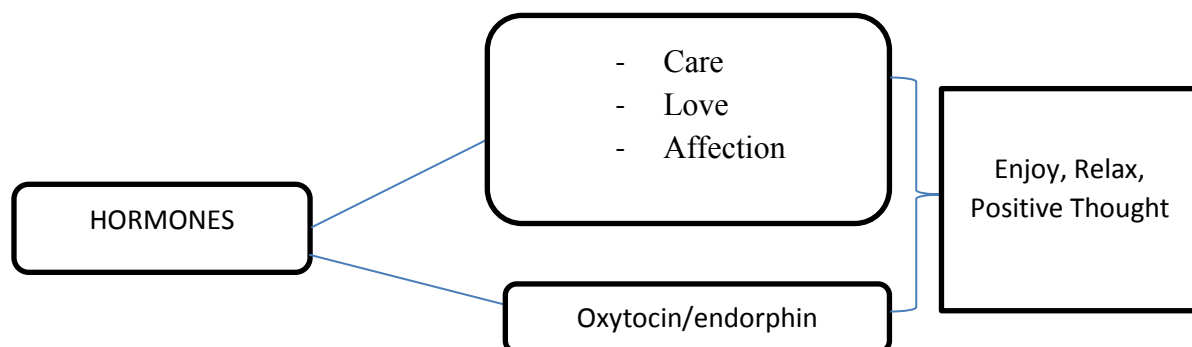 - Care
- Love
- Affection
HORMONES
Enjoy, Relax,
Positive Thought
Oxytocin/endorphin